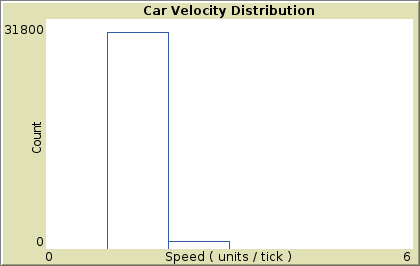 Car Velocity Distribution
31800
Count
0
0
Speed ( units / tick )
6